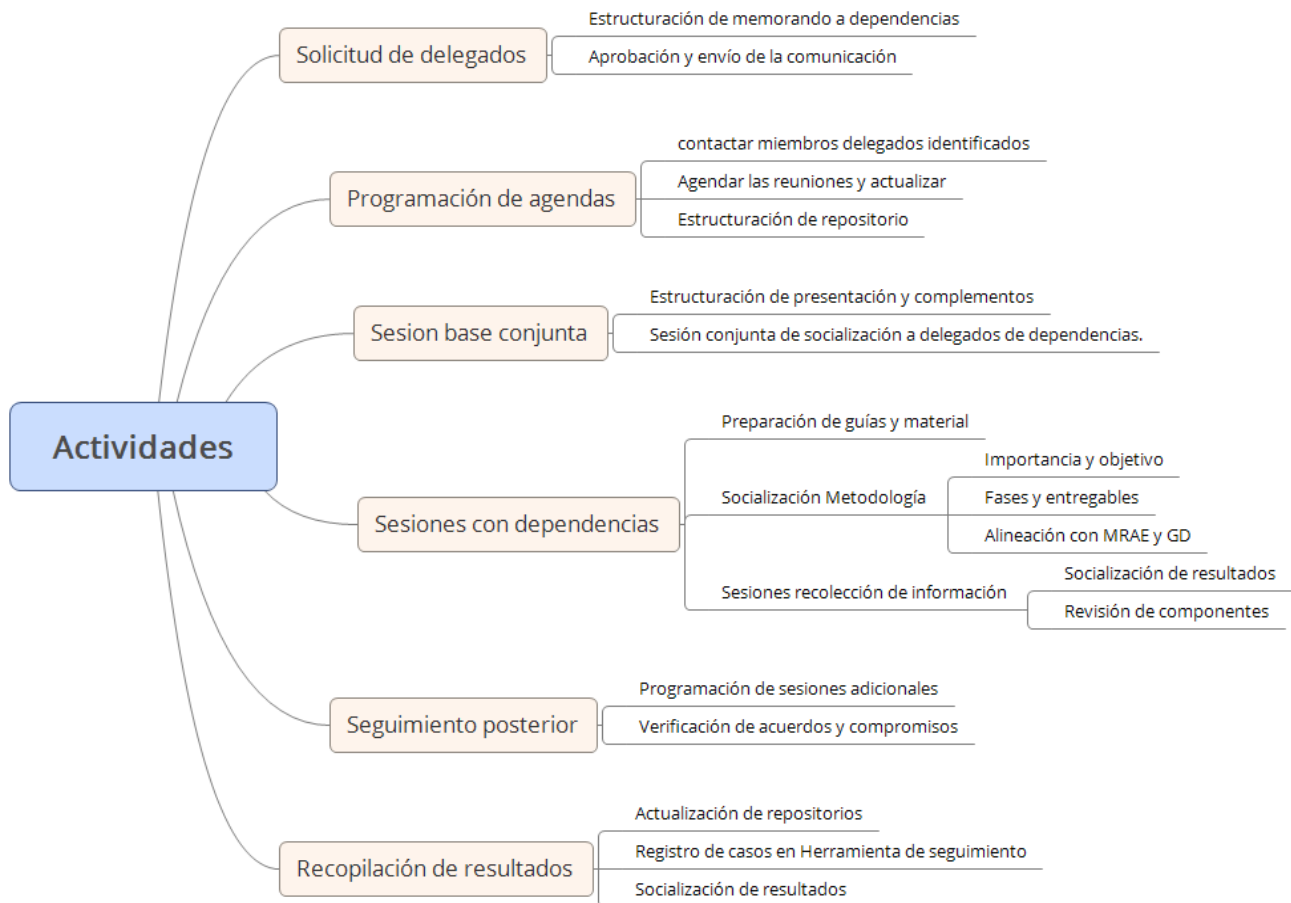 Estructuración de memorando a dependencias
Solicitud de delegados
Aprobación y envío de la comunicación
contactar miembros delegados identificados
Programación de agendas
Agendar las reuniones y actualizar
Estructuración de repositorio
Estructuración de presentación y complementos
Sesion base conjunta
Sesión conjunta de socialización a delegados de dependencias.
Actividades
Preparación de guías y material
Importancia y objetivo
Socialización Metodología
Fases y entregables
Sesiones con dependencias
Alineación con MRAE y GD
Socialización de resultados
Sesiones recolección de información
Revisión de componentes
Programación de sesiones adicionales
Seguimiento posterior
Verificación de acuerdos y compromisos
Actualización de repositorios
Recopilación de resultados
Registro de casos en Herramienta de seguimiento
Socialización de resultados